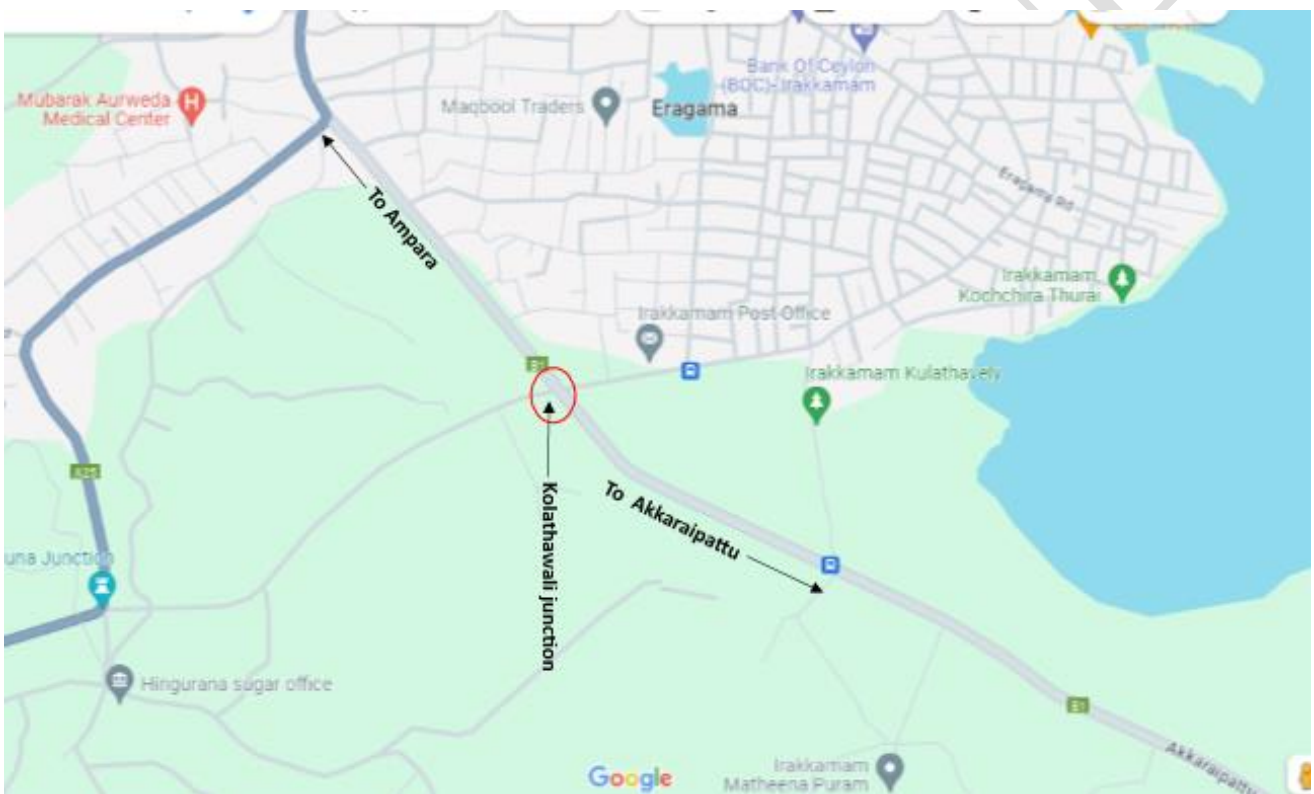 Bank Of Ceylon
(BOC)- Irakkamam
Mubarak Aurweda
Medical Center
Maqbool Traders
Eragama
Eragama Rd
To Ampara
Irakkamam,
Kochchira Thurai
Irakkamam Post Office
B1
Irakkamam Kulathavely
A25
Kolathawali junction
To Akkaraipattu
una Junction
Hingurana sugar office
B1
Akkaraipattu
Google
Irakkamam
Matheena Puram